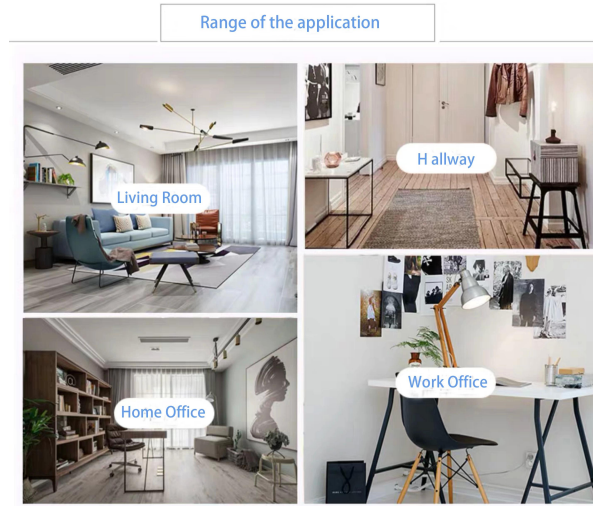 Range of the application
Living Room
H allway
Home Office
Work Office